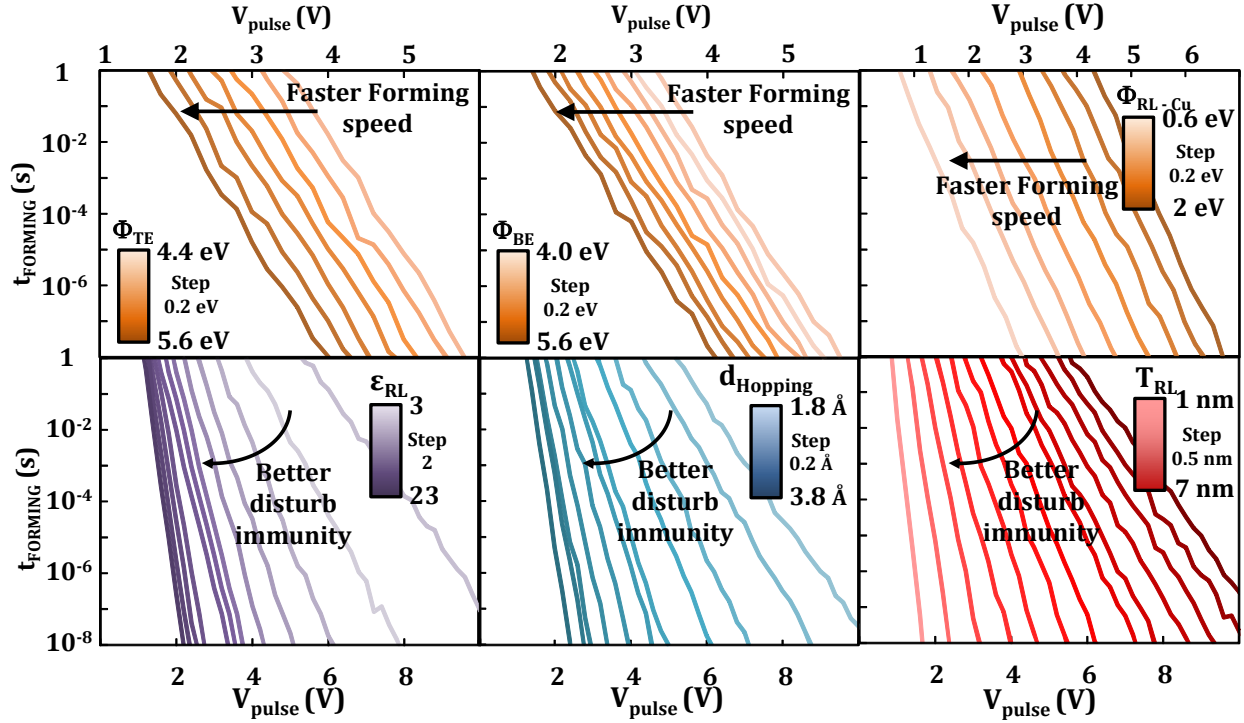 V_pulse (V)
1 2 3 4 5
V_pulse (V)
2 3 4 5
V_pulse (V)
1 2 3 4 5 6
t_FORMING (s)
1
10^-2
10^-4
10^-6
Faster Forming
speed
Φ_TE
4.4 eV
Step
0.2 eV
5.6 eV
Faster Forming
speed
Φ_BE
4.0 eV
Step
0.2 eV
5.6 eV
Φ_RL - Cu
0.6 eV
Step
0.2 eV
2 eV
Faster Forming
speed
t_FORMING (s)
1
10^-2
10^-4
10^-6
10^-8
ε_RL
3
Step
2
23
Better
disturb
immunity
d_Hopping
1.8 Å
Step
0.2 Å
3.8 Å
Better
disturb
immunity
T_RL
1 nm
Step
0.5 nm
7 nm
Better
disturb
immunity
2 4 6 8
V_pulse (V)
2 4 6 8
V_pulse (V)
2 4 6 8
V_pulse (V)